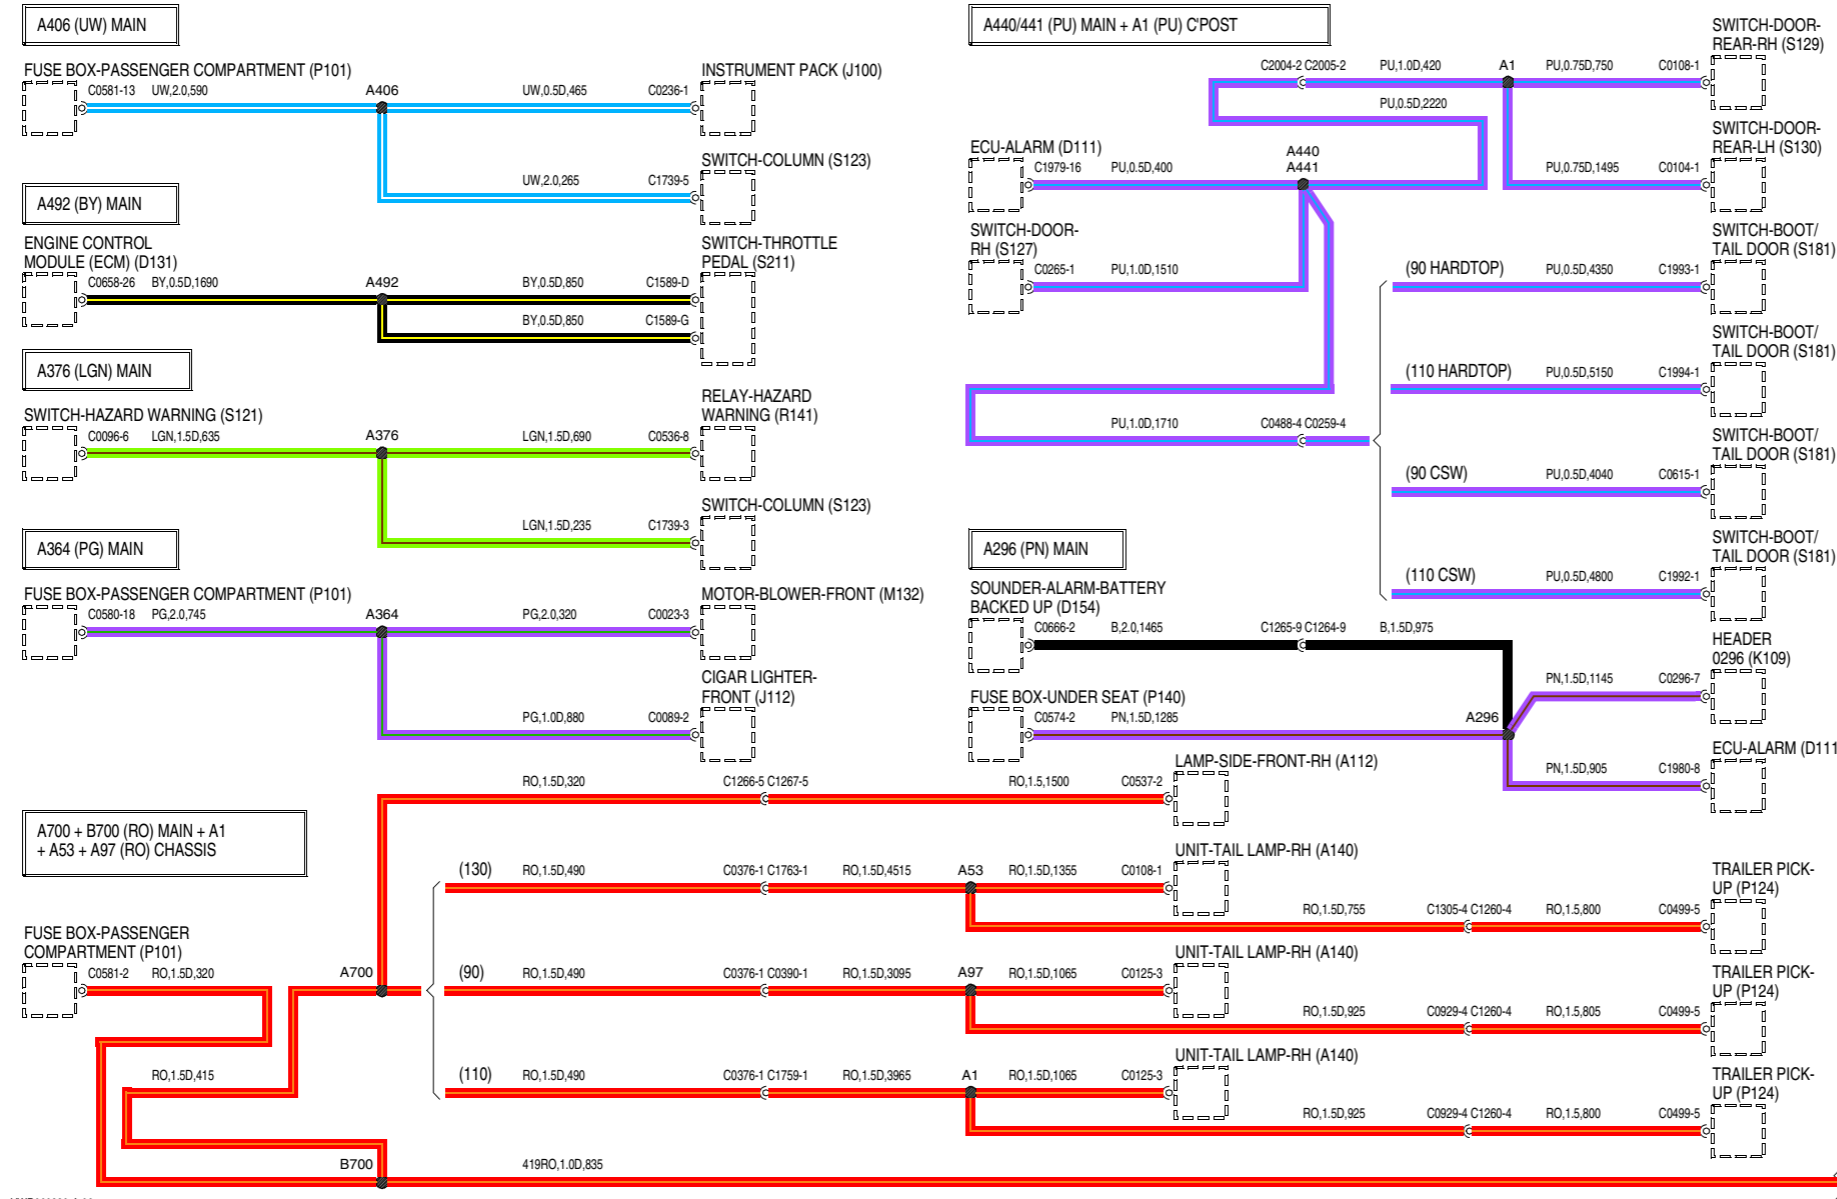 A406 (UW) MAIN
FUSE BOX-PASSENGER COMPARTMENT (P101)
C0581-13 UW,2.0,590
A406
UW,0.5D,465
C0236-1
INSTRUMENT PACK (J100)
UW,2.0,265
C1739-5
SWITCH-COLUMN (S123)
A492 (BY) MAIN
ENGINE CONTROL
MODULE (ECM) (D131)
C0658-26 BY,0.5D,1690
A492
BY,0.5D,850
C1589-D
SWITCH-THROTTLE
PEDAL (S211)
BY,0.5D,850
C1589-G
A376 (LGN) MAIN
SWITCH-HAZARD WARNING (S121)
C0096-6 LGN,1.5D,635
A376
LGN,1.5D,690
C0536-8
RELAY-HAZARD
WARNING (R141)
LGN,1.5D,235
C1739-3
SWITCH-COLUMN (S123)
A364 (PG) MAIN
FUSE BOX-PASSENGER COMPARTMENT (P101)
C0580-18 PG,2.0,745
A364
PG,2.0,320
C0023-3
MOTOR-BLOWER-FRONT (M132)
PG,1.0D,880
C0089-2
CIGAR LIGHTER-
FRONT (J112)
A440/441 (PU) MAIN + A1 (PU) C'POST
C2004-2 C2005-2
PU,1.0D,420
A1
PU,0.75D,750
C0108-1
SWITCH-DOOR-
REAR-RH (S129)
PU,0.5D,2220
ECU-ALARM (D111)
C1979-16
PU,0.5D,400
A440
A441
PU,0.75D,1495
C0104-1
SWITCH-DOOR-
REAR-LH (S130)
SWITCH-DOOR-
RH (S127)
C0265-1
PU,1.0D,1510
(90 HARDTOP)
PU,0.5D,4350
C1993-1
SWITCH-BOOT/
TAIL DOOR (S181)
(110 HARDTOP)
PU,0.5D,5150
C1994-1
SWITCH-BOOT/
TAIL DOOR (S181)
PU,1.0D,1710
C0488-4 C0259-4
(90 CSW)
PU,0.5D,4040
C0615-1
SWITCH-BOOT/
TAIL DOOR (S181)
(110 CSW)
PU,0.5D,4800
C1992-1
SWITCH-BOOT/
TAIL DOOR (S181)
A296 (PN) MAIN
SOUNDER-ALARM-BATTERY
BACKED UP (D154)
C0666-2
B,2.0,1465
C1265-9 C1264-9
B,1.5D,975
FUSE BOX-UNDER SEAT (P140)
C0574-2
PN,1.5D,1285
A296
PN,1.5D,1145
C0296-7
HEADER
0296 (K109)
PN,1.5D,905
C1980-8
ECU-ALARM (D111
A700 + B700 (RO) MAIN + A1
+ A53 + A97 (RO) CHASSIS
RO,1.5D,320
C1266-5 C1267-5
RO,1.5,1500
C0537-2
LAMP-SIDE-FRONT-RH (A112)
(130)
RO,1.5D,490
C0376-1 C1763-1
RO,1.5D,4515
A53
RO,1.5D,1355
C0108-1
UNIT-TAIL LAMP-RH (A140)
RO,1.5D,755
C1305-4 C1260-4
RO,1.5,800
C0499-5
TRAILER PICK-
UP (P124)
FUSE BOX-PASSENGER
COMPARTMENT (P101)
C0581-2
RO,1.5D,320
A700
(90)
RO,1.5D,490
C0376-1 C0390-1
RO,1.5D,3095
A97
RO,1.5D,1065
C0125-3
UNIT-TAIL LAMP-RH (A140)
RO,1.5D,925
C0929-4 C1260-4
RO,1.5,805
C0499-5
TRAILER PICK-
UP (P124)
RO,1.5D,415
(110)
RO,1.5D,490
C0376-1 C1759-1
RO,1.5D,3965
A1
RO,1.5D,1065
C0125-3
UNIT-TAIL LAMP-RH (A140)
RO,1.5D,925
C0929-4 C1260-4
RO,1.5,800
C0499-5
TRAILER PICK-
UP (P124)
B700
419RO,1.0D,835